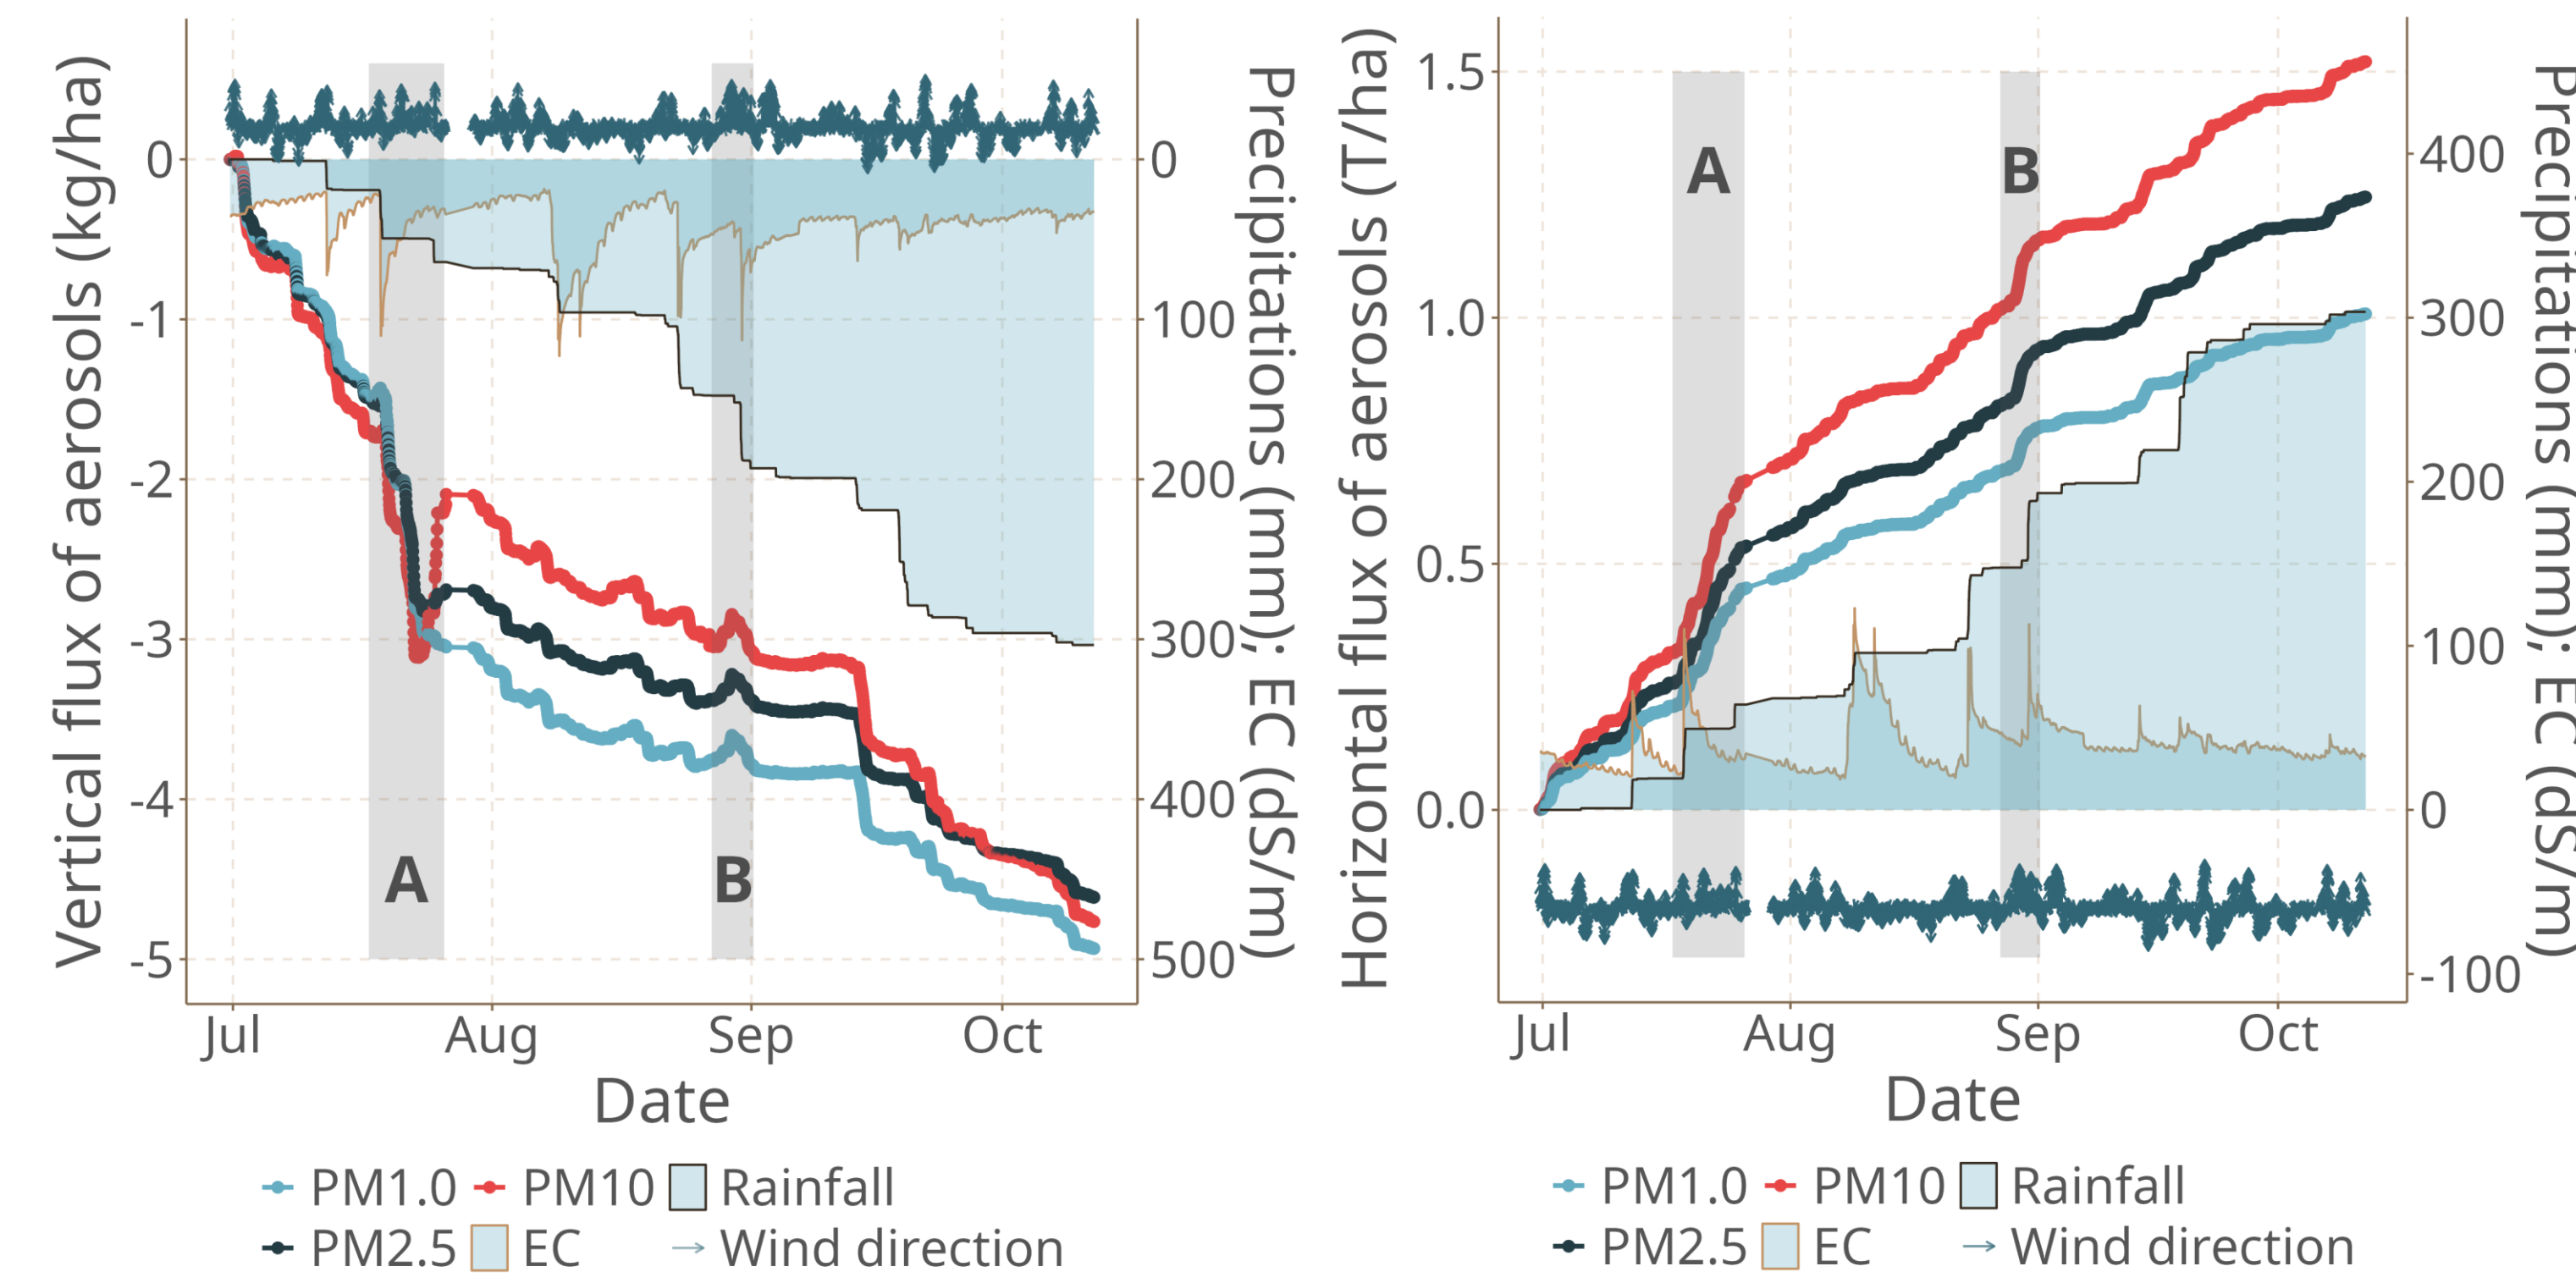 Vertical flux of aerosols (kg/ha)
0
-1
-2
-3
-4
-5
A
B
0
100
200
300
400
500
Precipitations (mm); EC (dS/m)
Jul
Aug
Sep
Oct
Date
PM1.0
PM10
Rainfall
PM2.5
EC
Wind direction
Horizontal flux of aerosols (T/ha)
1.5
1.0
0.5
0.0
A
B
400
300
200
100
0
-100
Precipitations (mm); EC (dS/m)
Jul
Aug
Sep
Oct
Date
PM1.0
PM10
Rainfall
PM2.5
EC
Wind direction